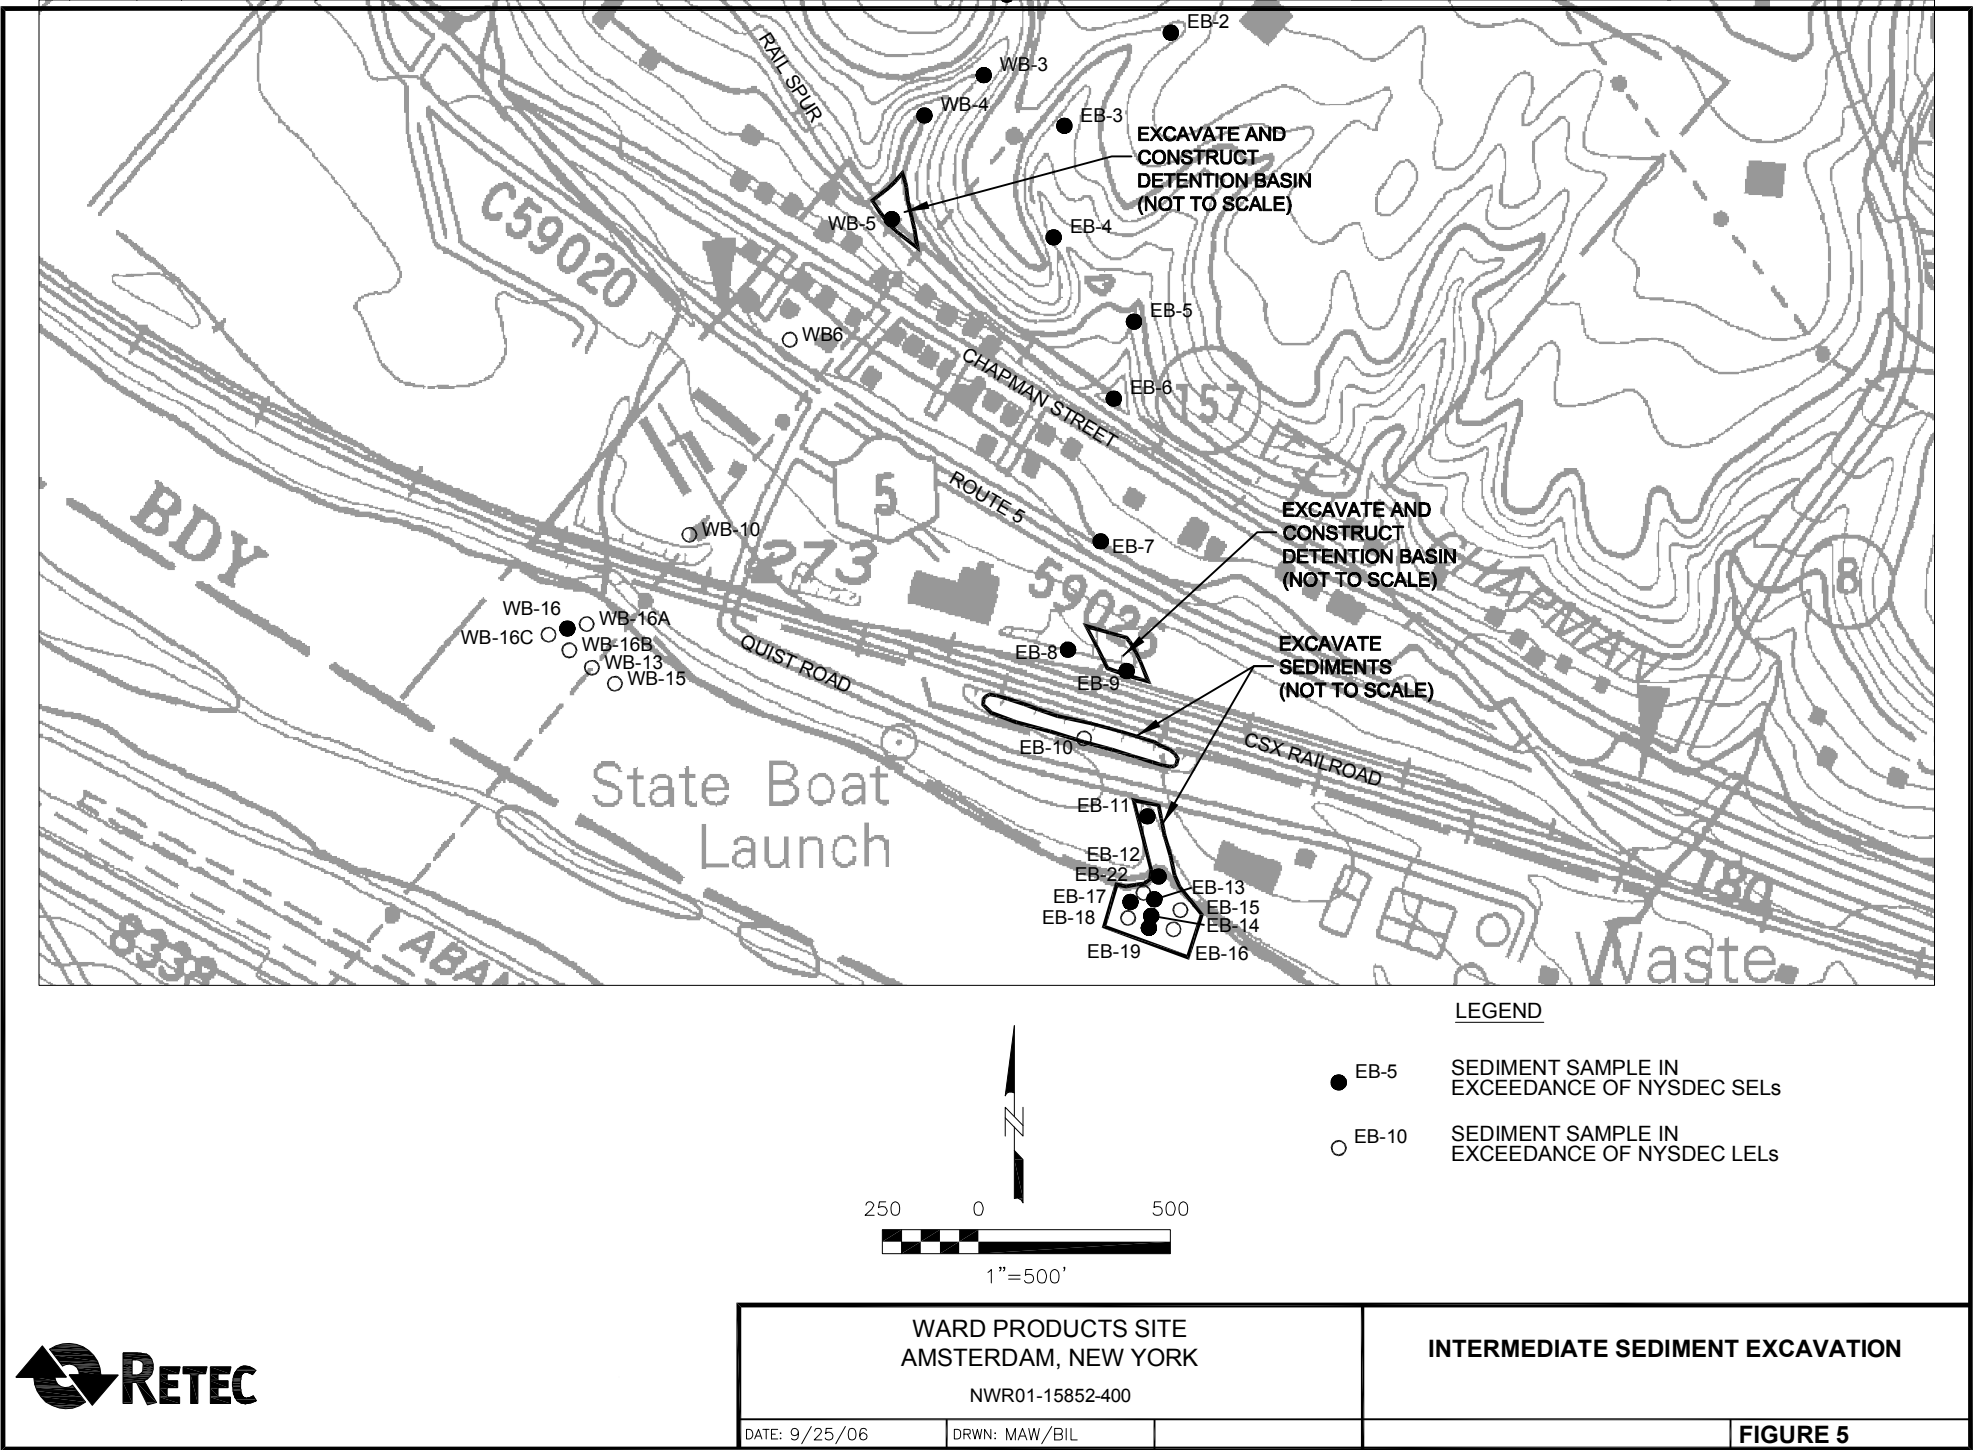 EB-2
RAIL SPUR
WB-3
WB-4
EB-3
EXCAVATE AND
CONSTRUCT
DETENTION BASIN
(NOT TO SCALE)
C59020
WB-5
EB-4
EB-5
WB6
CHAPMAN STREET
EB-6
157
5
ROUTE 5
BDY
WB-10
273
EB-7
EXCAVATE AND
CONSTRUCT
DETENTION BASIN
(NOT TO SCALE)
CHAPMAN
8
WB-16
WB-16A
WB-16C
WB-16B
WB-13
WB-15
QUIST ROAD
EB-8
EB-9
EXCAVATE
SEDIMENTS
(NOT TO SCALE)
EB-10
CSX RAILROAD
State Boat
Launch
EB-11
EB-12
EB-22
EB-13
EB-17
EB-15
EB-18
EB-14
EB-19
EB-16
180
8338
ABAN
Waste
LEGEND
EB-5 SEDIMENT SAMPLE IN
EXCEEDANCE OF NYSDEC SELs
EB-10 SEDIMENT SAMPLE IN
EXCEEDANCE OF NYSDEC LELs
N
250 0 500
1"=500'
RETEC
WARD PRODUCTS SITE
AMSTERDAM, NEW YORK
NWR01-15852-400
INTERMEDIATE SEDIMENT EXCAVATION
DATE: 9/25/06
DRWN: MAW/BIL
FIGURE 5